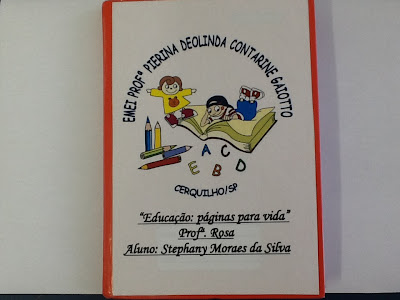 EMEI PROFª PIERINA DEOLINDA CONTARINE GAIOTTO
A C
E B D
CERQUILHO/SP
"Educação: páginas para vida"
Profª. Rosa
Aluno: Stephany Moraes da Silva